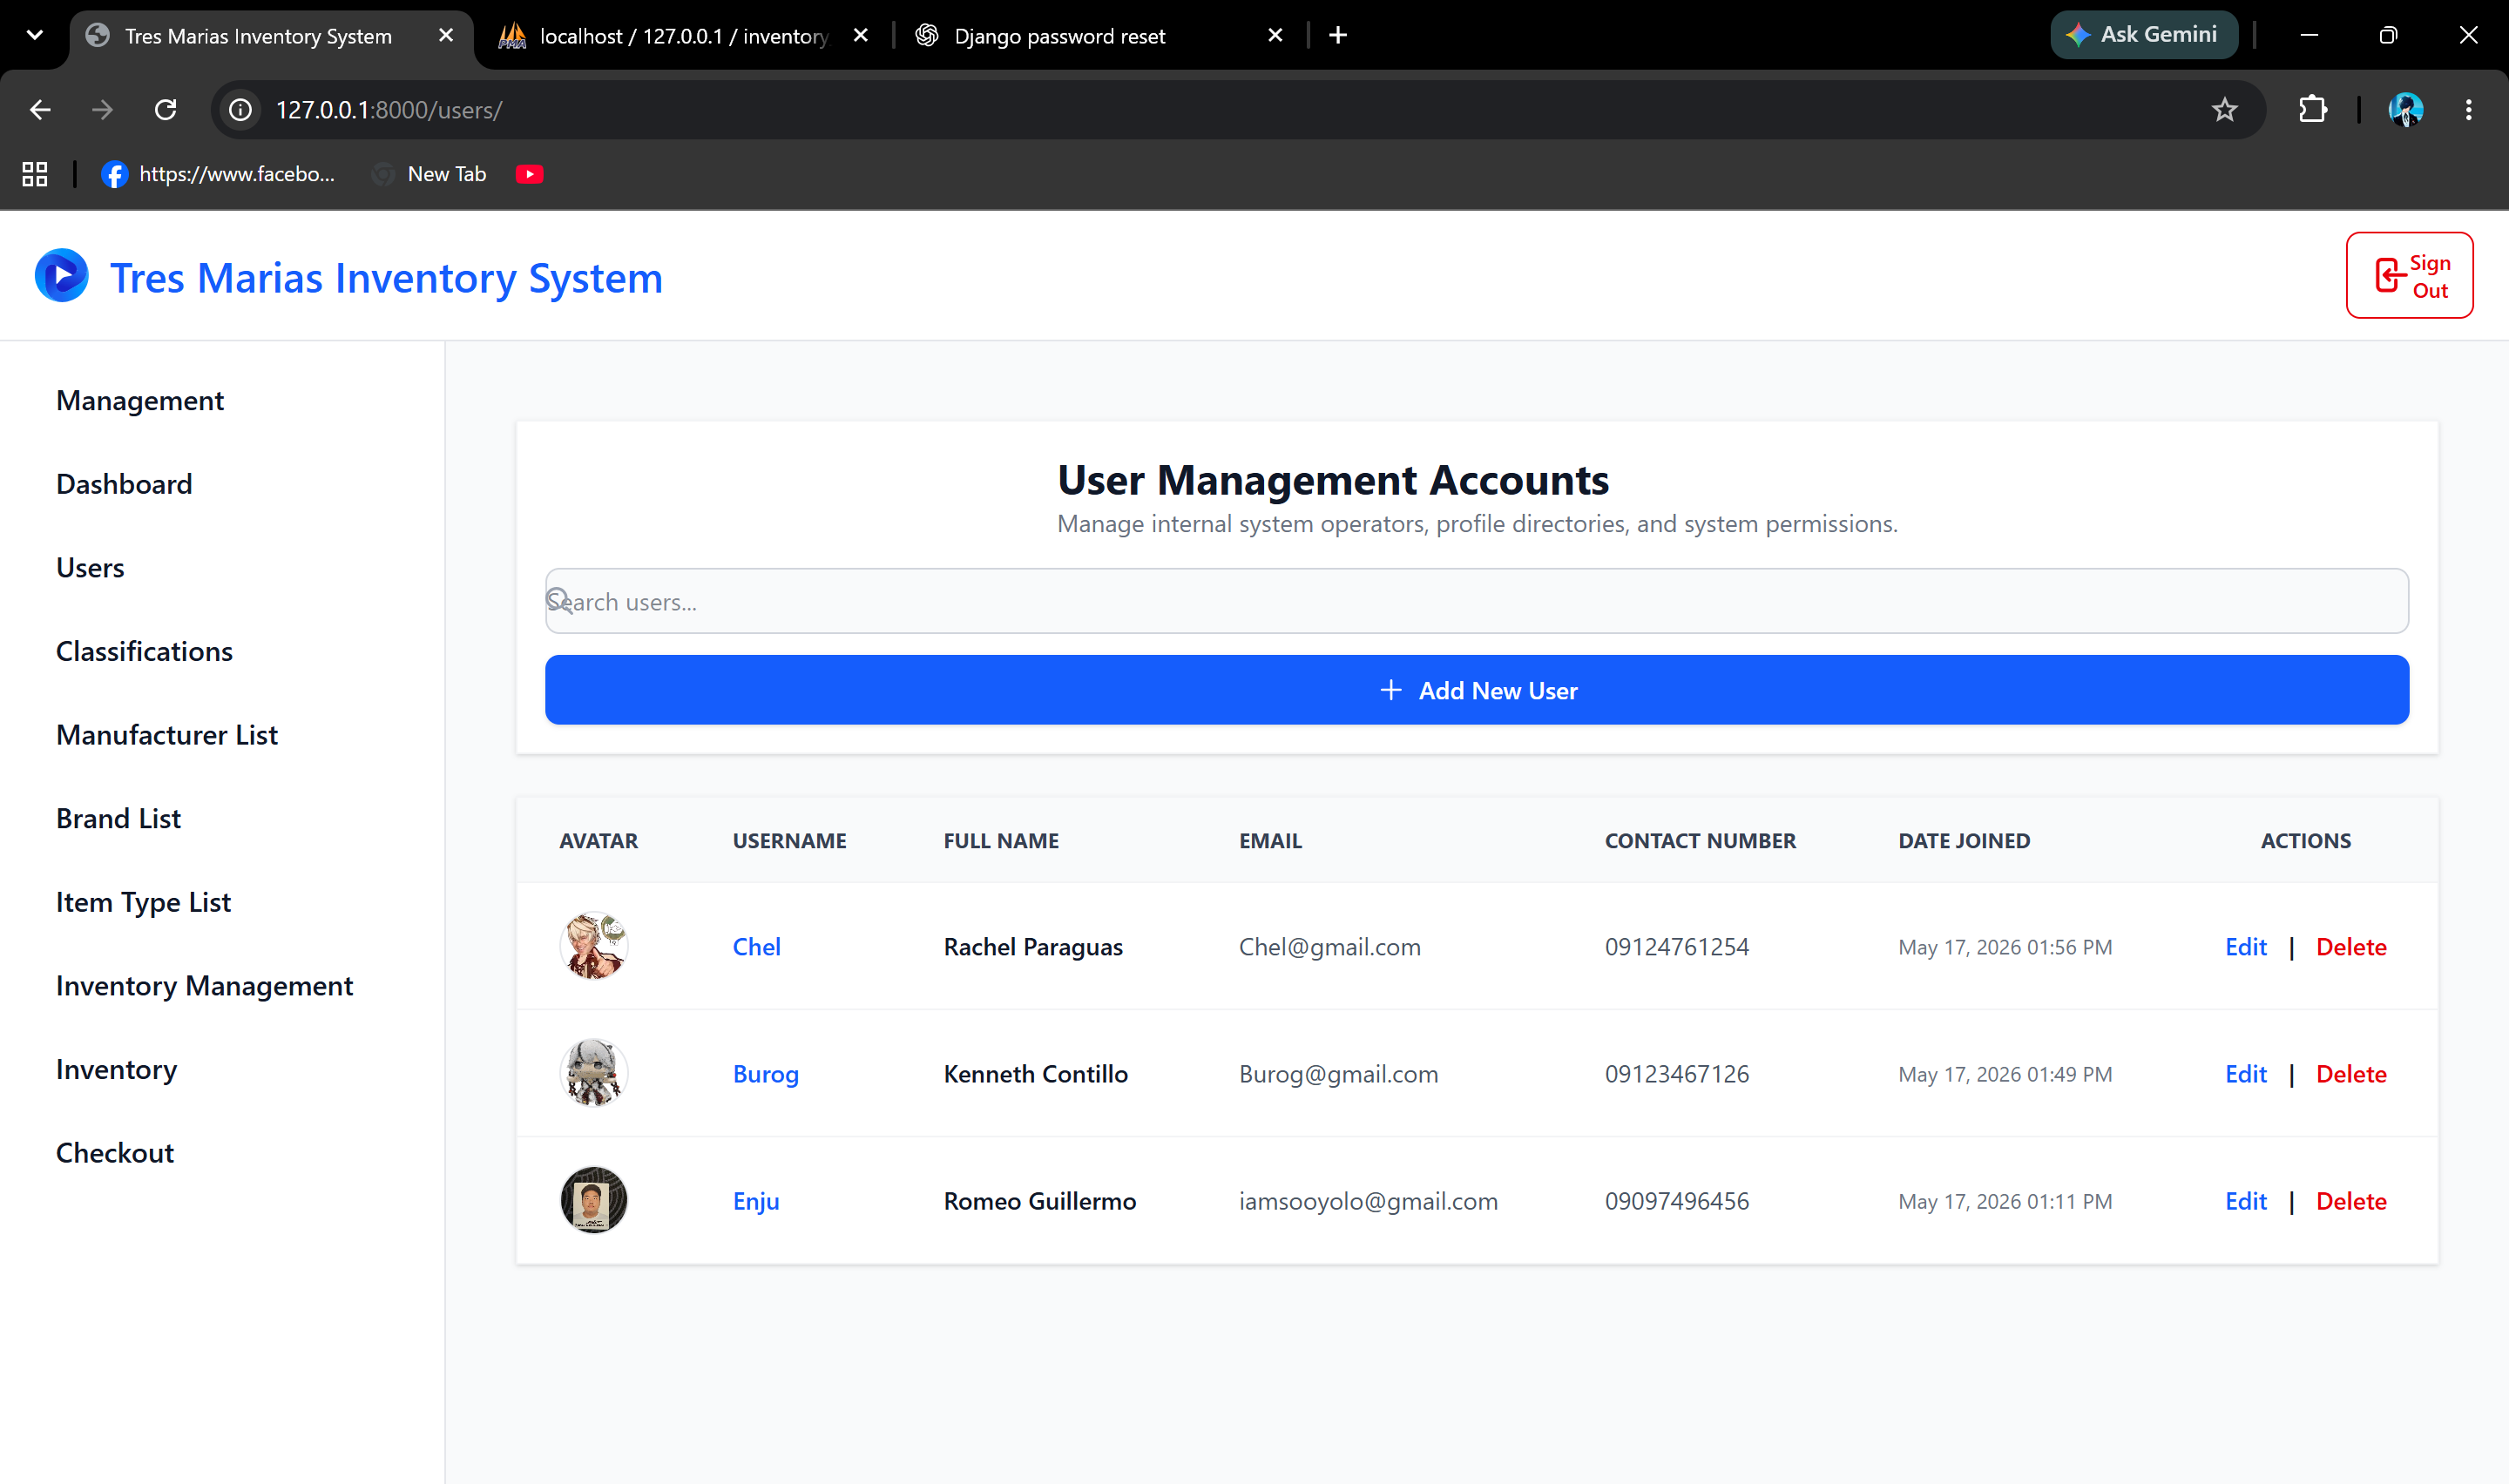 Tres Marias Inventory System
localhost / 127.0.0.1 / inventory
Django password reset
Ask Gemini
127.0.0.1:8000/users/
https://www.facebo...
New Tab
Tres Marias Inventory System
Sign
Out
Management
Dashboard
Users
Classifications
Manufacturer List
Brand List
Item Type List
Inventory Management
Inventory
Checkout
User Management Accounts
Manage internal system operators, profile directories, and system permissions.
Search users...
Add New User
AVATAR USERNAME FULL NAME EMAIL CONTACT NUMBER DATE JOINED ACTIONS
Chel Rachel Paraguas Chel@gmail.com 09124761254 May 17, 2026 01:56 PM Edit | Delete
Burog Kenneth Contillo Burog@gmail.com 09123467126 May 17, 2026 01:49 PM Edit | Delete
Enju Romeo Guillermo iamsooyolo@gmail.com 09097496456 May 17, 2026 01:11 PM Edit | Delete